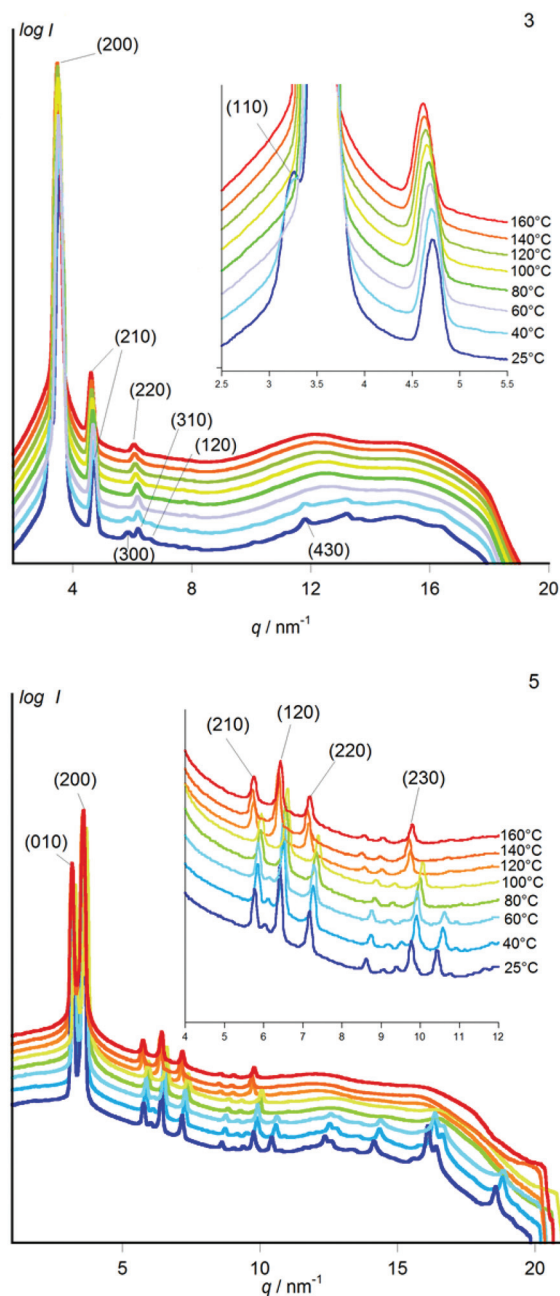 log I
3
(200)
(110)
160°C
140°C
120°C
100°C
80°C
60°C
40°C
25°C
2.5 3 3.5 4 4.5 5 5.5
(210)
(220)
(310)
(120)
(300)
(430)
4 8 12 16 20
q / nm-1
log I
5
(200)
(010)
(210)
(120)
(220)
(230)
160°C
140°C
120°C
100°C
80°C
60°C
40°C
25°C
4 5 6 7 8 9 10 11 12
5 10 15 20
q / nm-1